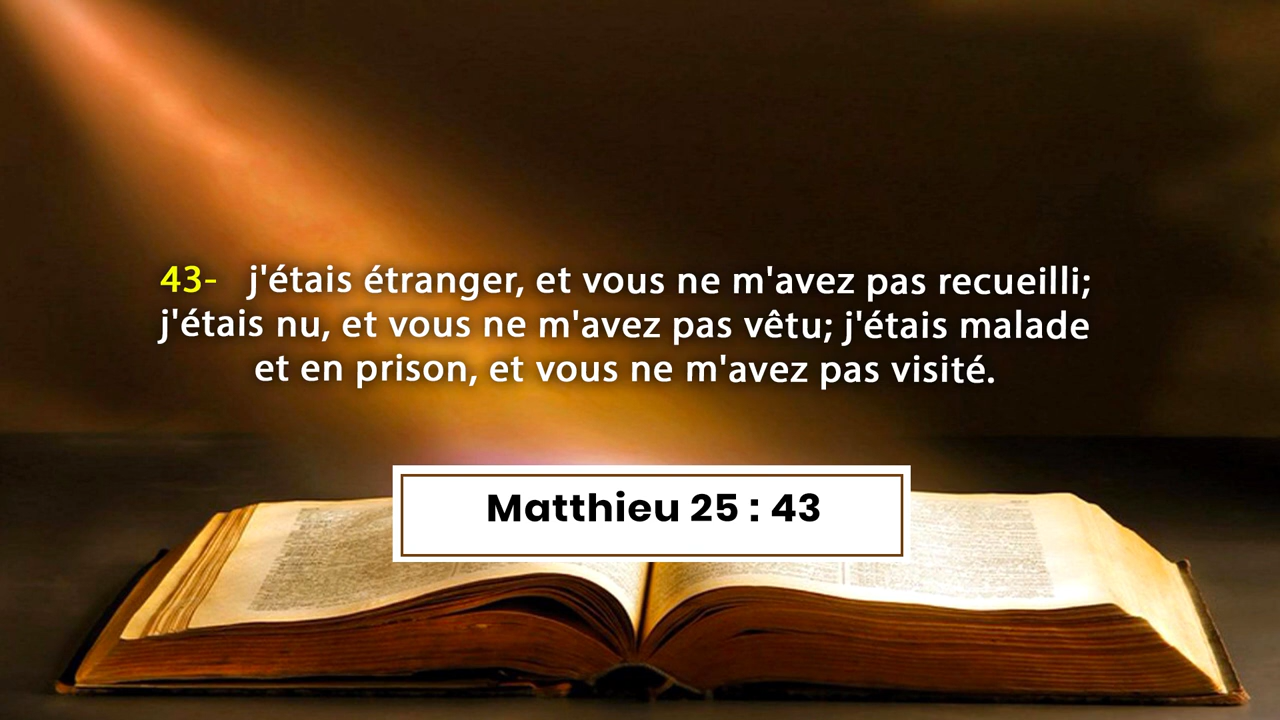 43- j'étais étranger, et vous ne m'avez pas recueilli;
j'étais nu, et vous ne m'avez pas vêtu; j'étais malade
et en prison, et vous ne m'avez pas visité.
Matthieu 25 : 43